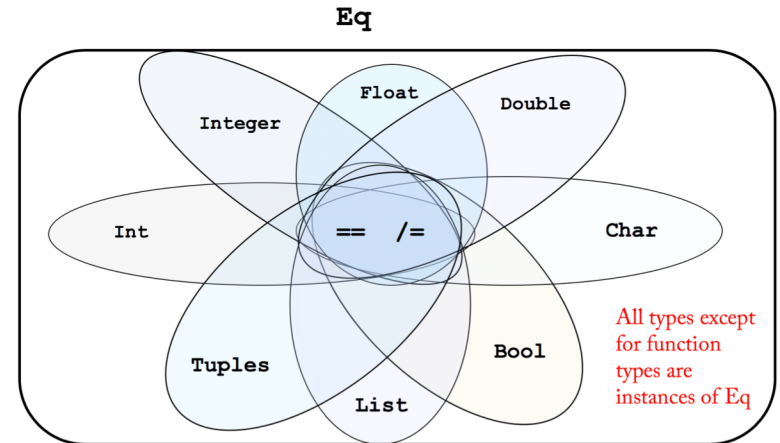 Eq
Float
Double
Integer
Int
== /=
Char
All types except
for function
types are
instances of Eq
Tuples
Bool
List